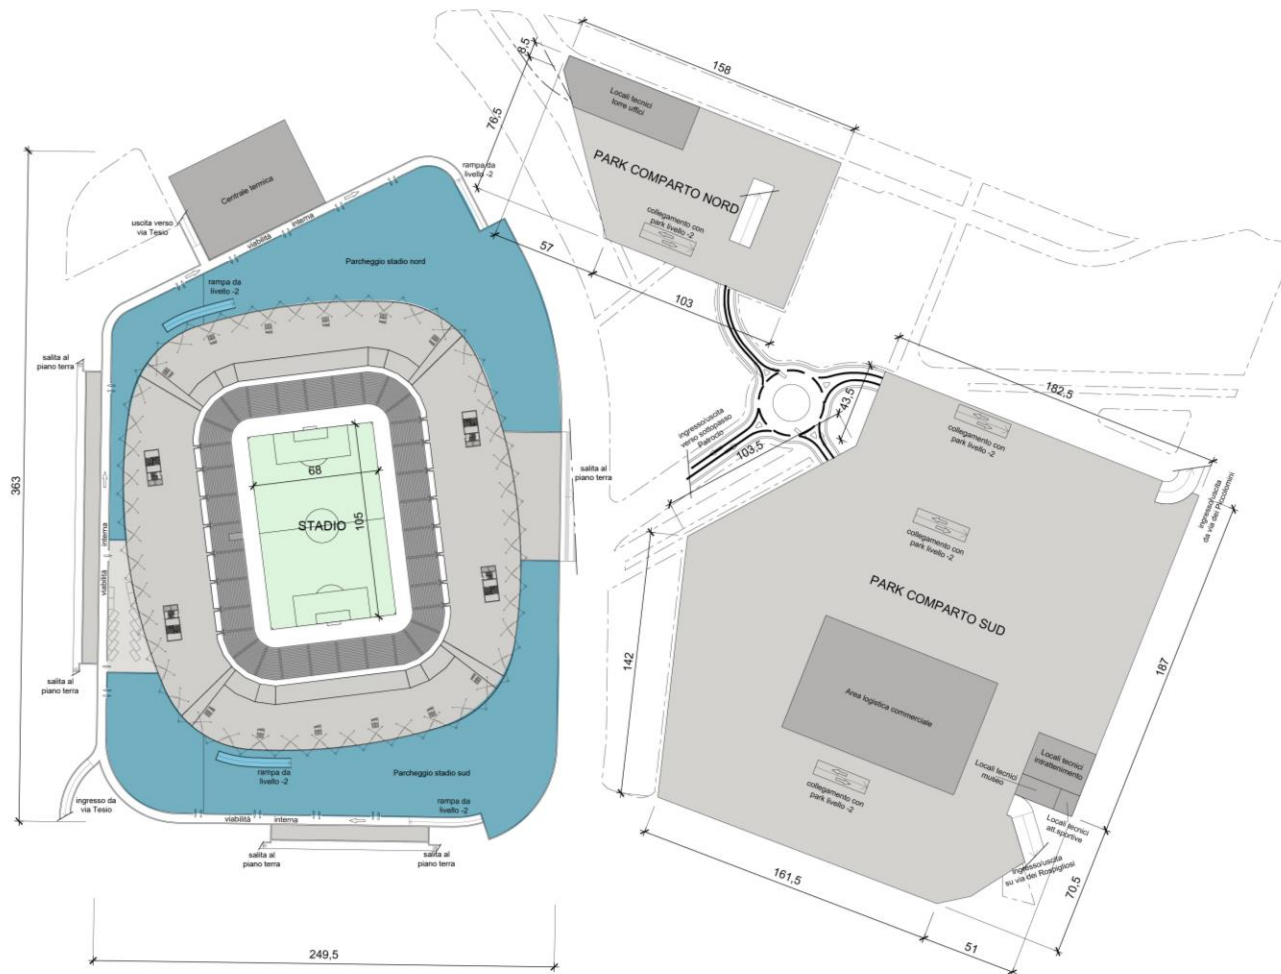 158
8,5
76,5
Locali tecnici
torre uffici
PARK COMPARTO NORD
rampa da
livello -2
collegamento con
park livello -2
57
103
Centrale termica
uscita verso
via Tesio
viabilità
interna
Parcheggio stadio nord
rampa da
livello -2
salita al
piano terra
363
viabilità
interna
68
STADIO
105
salita al
piano terra
salita al
piano terra
Parcheggio stadio sud
rampa da
livello -2
rampa da
livello -2
ingresso da
via Tesio
viabilità
interna
salita al
piano terra
salita al
piano terra
249,5
ingresso/uscita
verso sottopasso
Patroclo
103,5
43,5
182,5
collegamento con
park livello -2
ingresso/uscita
da via dei Piccolomini
collegamento con
park livello -2
PARK COMPARTO SUD
142
187
Area logistica commerciale
Locali tecnici
intrattenimento
Locali tecnici
museo
collegamento con
park livello -2
Locali tecnici
att.sportive
ingresso/uscita
su via dei Rospigliosi
161,5
70,5
51